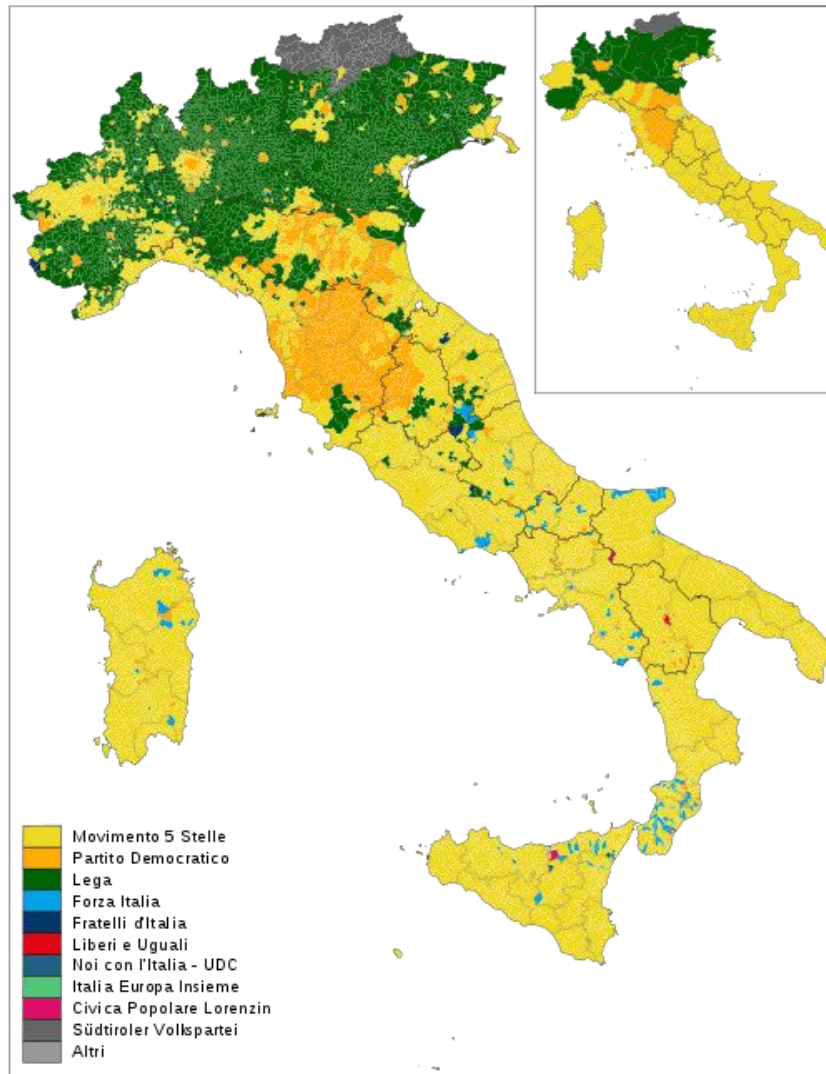 Movimento 5 Stelle
Partito Democratico
Lega
Forza Italia
Fratelli d'Italia
Liberi e Uguali
Noi con l'Italia - UDC
Italia Europa Insieme
Civica Popolare Lorenzin
Südtiroler Volkspartei
Altri